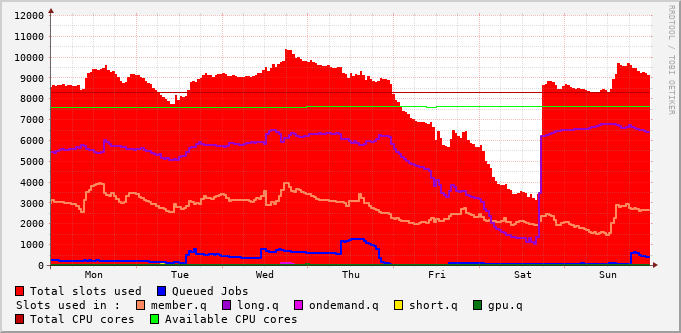 RRDTOOL / TOBI OETIKER
12000
11000
10000
9000
8000
7000
6000
5000
4000
3000
2000
1000
0
Mon Tue Wed Thu Fri Sat Sun
Total slots used Queued Jobs
Slots used in : member.q long.q ondemand.q short.q gpu.q
Total CPU cores Available CPU cores